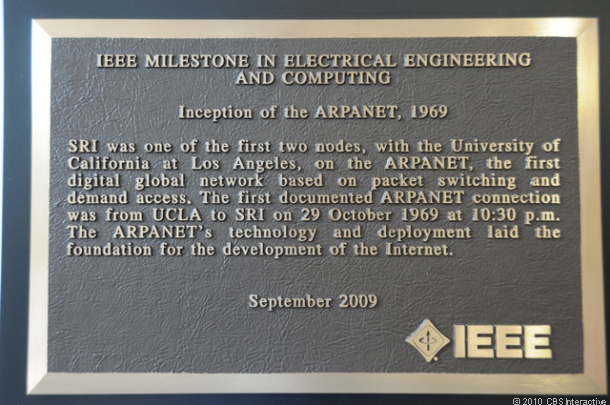 IEEE MILESTONE IN ELECTRICAL ENGINEERING
AND COMPUTING
Inception of the ARPANET, 1969
SRI was one of the first two nodes, with the University of
California at Los Angeles, on the ARPANET, the first
digital global network based on packet switching and
demand access. The first documented ARPANET connection
was from UCLA to SRI on 29 October 1969 at 10:30 p.m.
The ARPANET's technology and deployment laid the
foundation for the development of the Internet.
September 2009
IEEE
© 2010 CBS Interactive